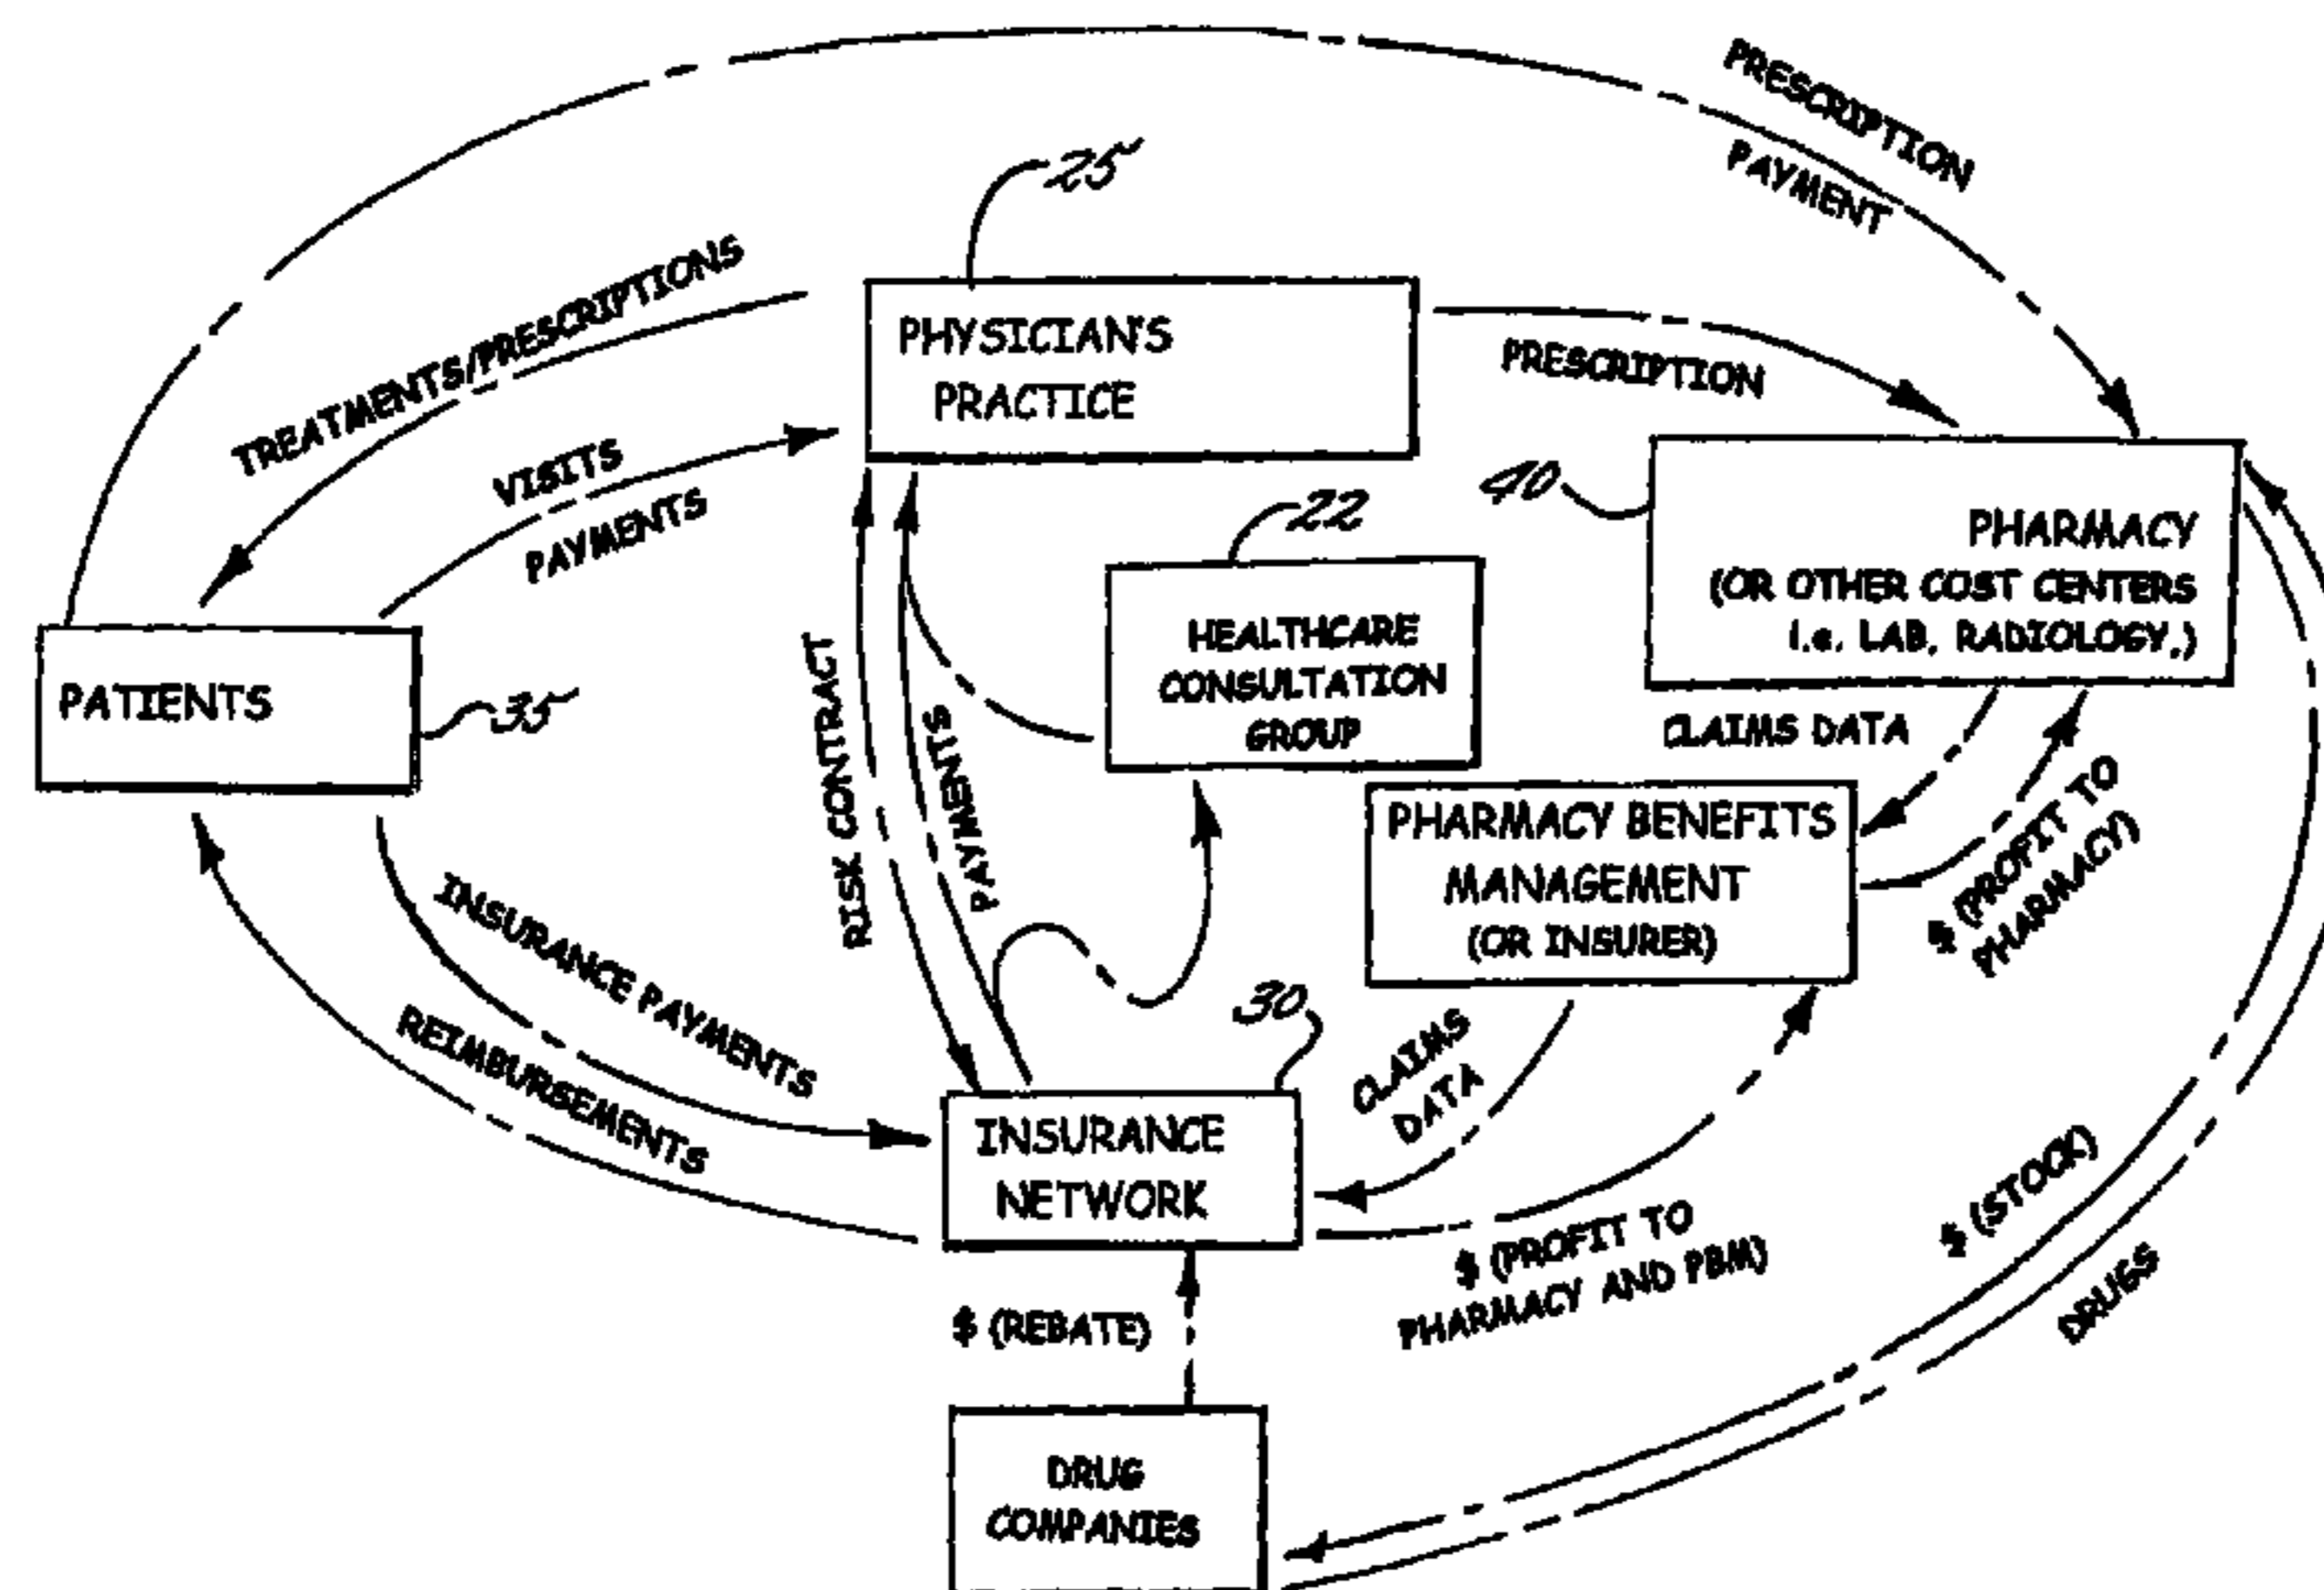 PRESCRIPTION
PAYMENT
25
TREATMENTS/PRESCRIPTIONS
VISITS
PAYMENTS
PHYSICIAN'S
PRACTICE
PRESCRIPTION
40
PHARMACY
(OR OTHER COST CENTERS
i.e. LAB, RADIOLOGY,)
22
HEALTHCARE
CONSULTATION
GROUP
PATIENTS
35
RISK CONTRACT
PAYMENTS
CLAIMS DATA
PHARMACY BENEFITS
MANAGEMENT
(OR INSURER)
$ (PROFIT TO
PHARMACY)
INSURANCE PAYMENTS
REIMBURSEMENTS
30
INSURANCE
NETWORK
CLAIMS
DATA
$ (PROFIT TO
PHARMACY AND PBM)
$ (STOCK)
DRUGS
$ (REBATE)
DRUG
COMPANIES